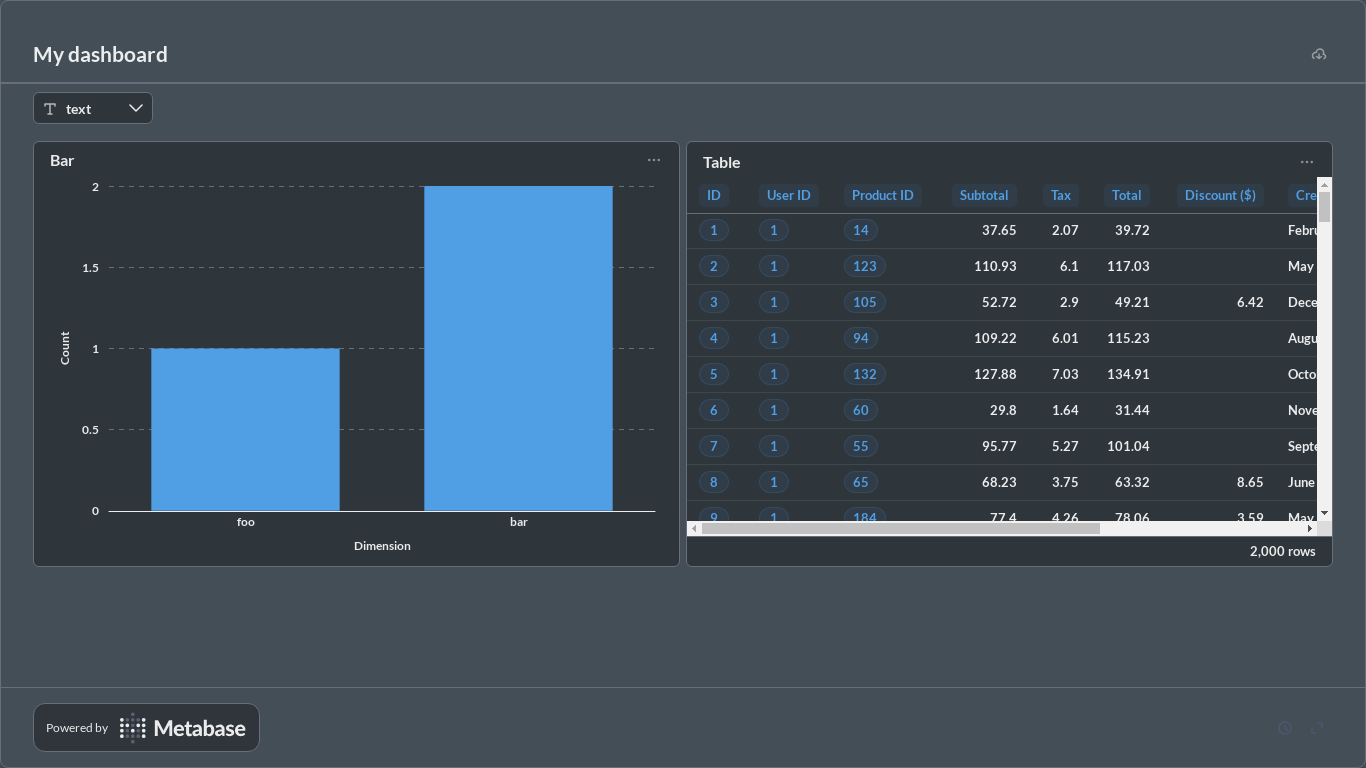 My dashboard
text
Bar
2
1.5
1
0.5
0
Count
foo
bar
Dimension
Table
ID User ID Product ID Subtotal Tax Total Discount ($) Cre
1 1 14 37.65 2.07 39.72 Febru
2 1 123 110.93 6.1 117.03 May
3 1 105 52.72 2.9 49.21 6.42 Dece
4 1 94 109.22 6.01 115.23 Augu
5 1 132 127.88 7.03 134.91 Octo
6 1 60 29.8 1.64 31.44 Nove
7 1 55 95.77 5.27 101.04 Septe
8 1 65 68.23 3.75 63.32 8.65 June
9 1 184 77.4 4.26 78.06 3.59 May
2,000 rows
Powered by Metabase